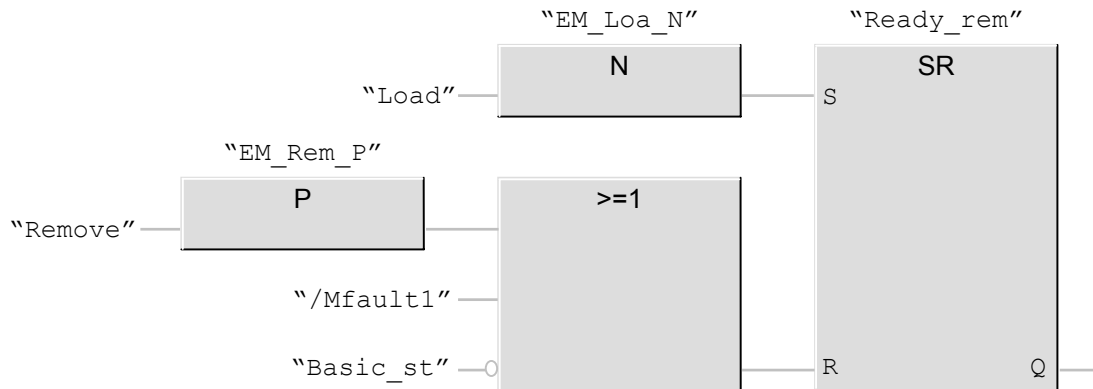 “EM_Loa_N” “Ready_rem”
N SR
“Load” S
“EM_Rem_P”
P >=1
“Remove”
“/Mfault1”
“Basic_st” R Q